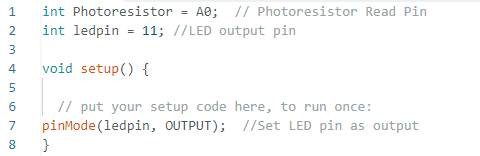 1 int Photoresistor = A0;  // Photoresistor Read Pin
2 int ledpin = 11; //LED output pin
3
4 void setup() {
5
6   // put your setup code here, to run once:
7 pinMode(ledpin, OUTPUT);  //Set LED pin as output
8 }